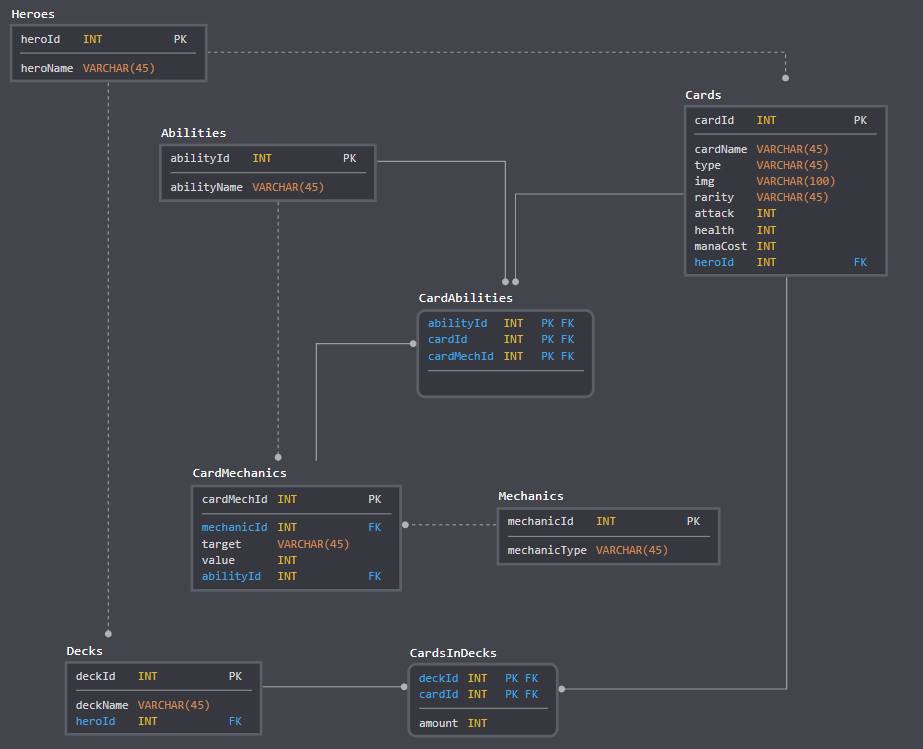 Heroes
heroId INT PK
heroName VARCHAR(45)
Cards
cardId INT PK
cardName VARCHAR(45)
type VARCHAR(45)
img VARCHAR(100)
rarity VARCHAR(45)
attack INT
health INT
manaCost INT
heroId INT FK
Abilities
abilityId INT PK
abilityName VARCHAR(45)
CardAbilities
abilityId INT PK FK
cardId INT PK FK
cardMechId INT PK FK
CardMechanics
cardMechId INT PK
mechanicId INT FK
target VARCHAR(45)
value INT
abilityId INT FK
Mechanics
mechanicId INT PK
mechanicType VARCHAR(45)
Decks
deckId INT PK
deckName VARCHAR(45)
heroId INT FK
CardsInDecks
deckId INT PK FK
cardId INT PK FK
amount INT